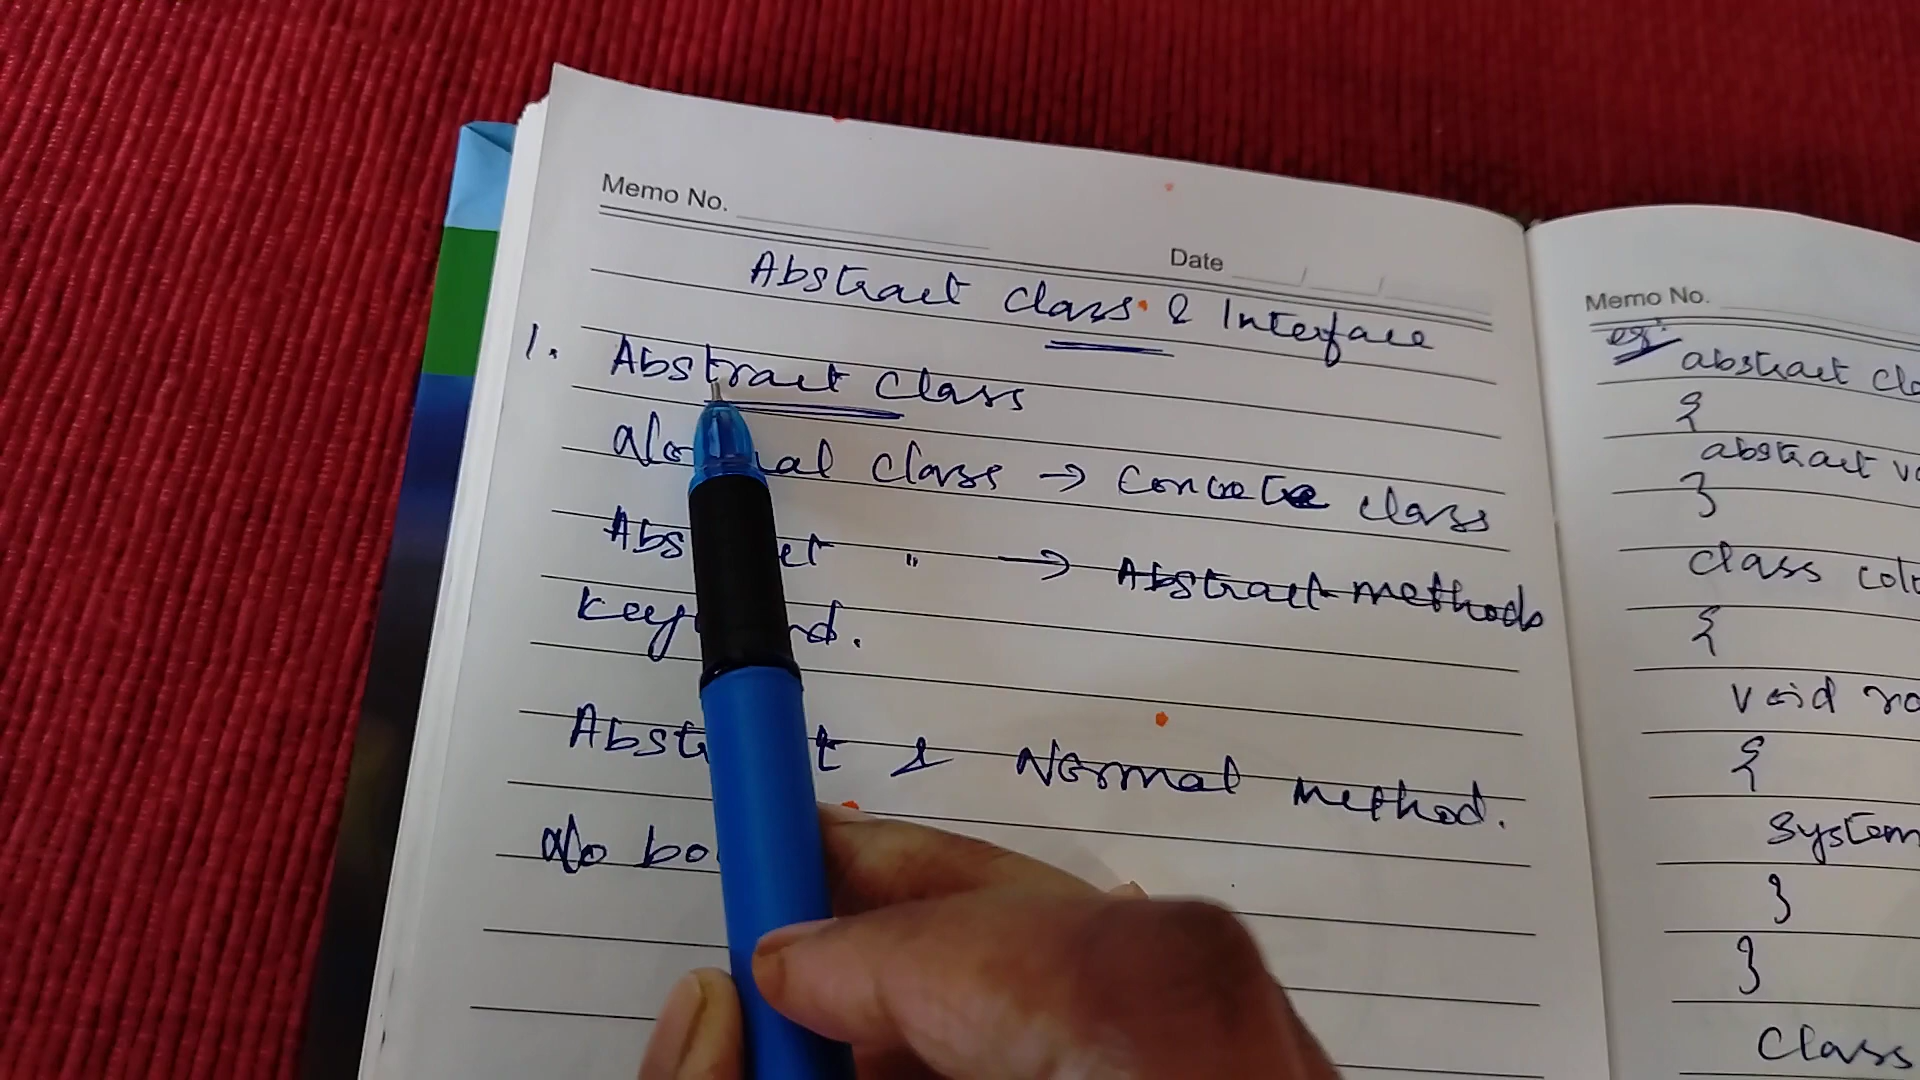 Memo No.
Date
Abstract Class & Interface
1. Abstract Class
class → Concrete class
" → Abstract methods
Abstract & Normal method.
Memo No.
eg:
abstract
{
abstract
}
class
{
void
{
System
}
}
Class